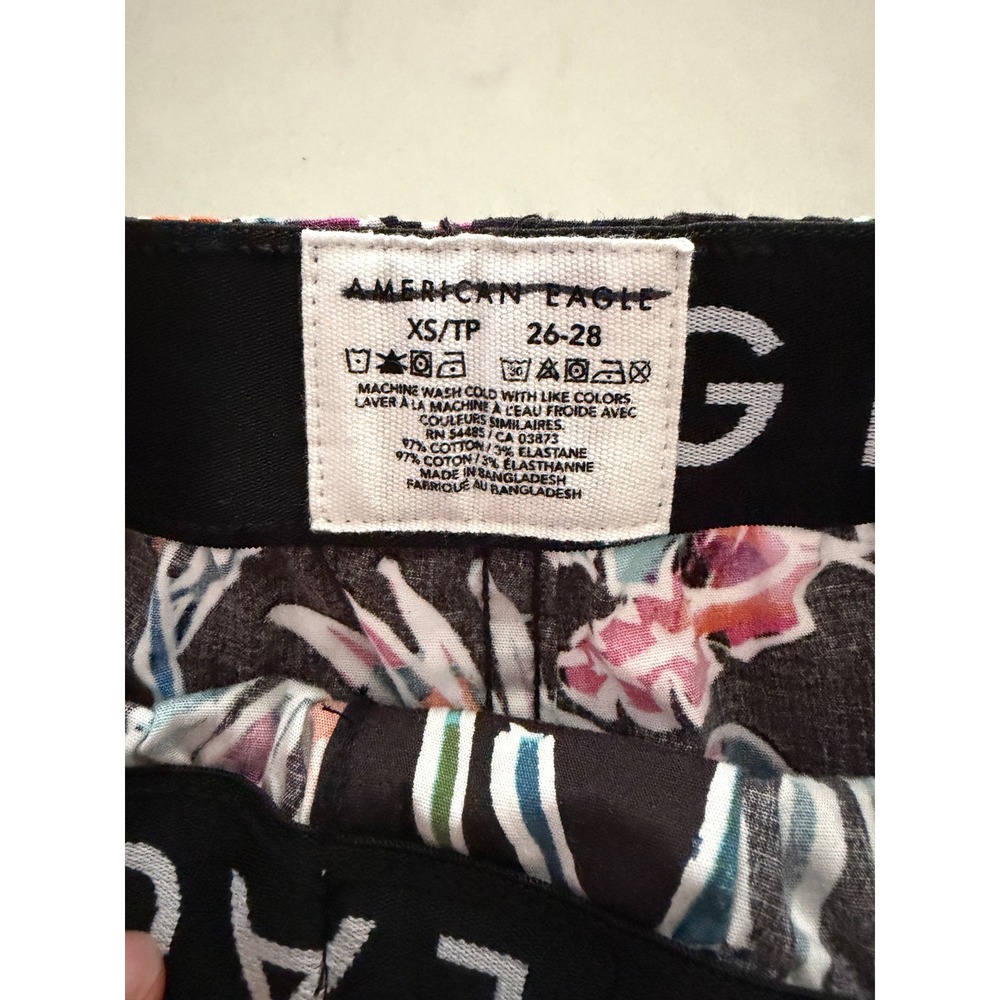 AMERICAN EAGLE
XS/TP 26-28
30
MACHINE WASH COLD WITH LIKE COLORS.
LAVER À LA MACHINE À L'EAU FROIDE AVEC
COULEURS SIMILAIRES.
RN 54485 / CA 03873
97% COTTON / 3% ELASTANE
97% COTON / 3% ÉLASTHANNE
MADE IN BANGLADESH
FABRIQUÉ AU BANGLADESH
G
LA